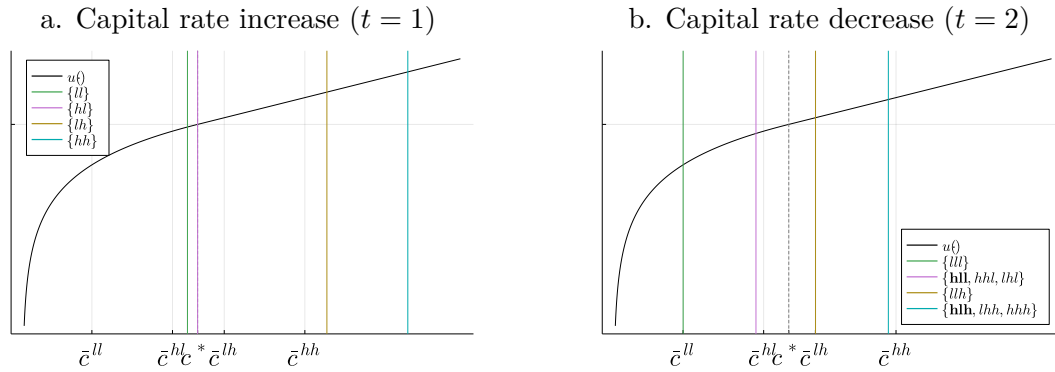 a. Capital rate increase (t = 1)
u()
{ll}
{hl}
{lh}
{hh}
c̄^ll c̄^hl c^* c̄^lh c̄^hh
b. Capital rate decrease (t = 2)
u()
{lll}
{hll, hhl, lhl}
{llh}
{hlh, lhh, hhh}
c̄^ll c̄^hl c^* c̄^lh c̄^hh